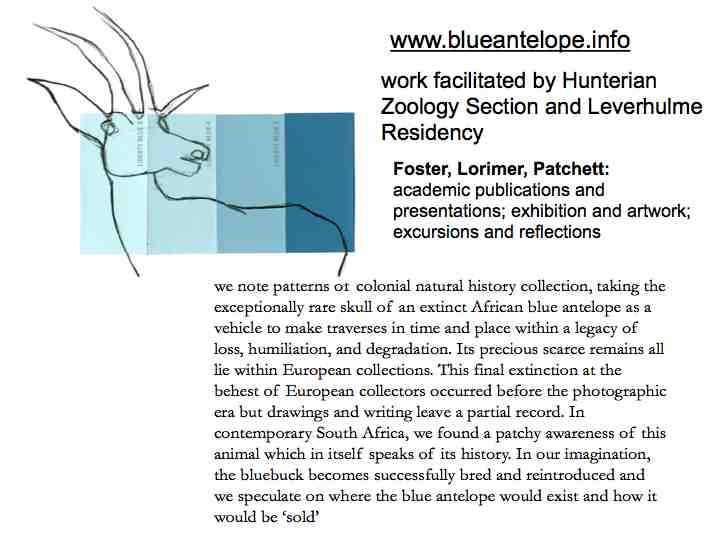 www.blueantelope.info
work facilitated by Hunterian
Zoology Section and Leverhulme
Residency
Foster, Lorimer, Patchett:
academic publications and
presentations; exhibition and artwork;
excursions and reflections
we note patterns of colonial natural history collection, taking the
exceptionally rare skull of an extinct African blue antelope as a
vehicle to make traverses in time and place within a legacy of
loss, humiliation, and degradation. Its precious scarce remains all
lie within European collections. This final extinction at the
behest of European collectors occurred before the photographic
era but drawings and writing leave a partial record. In
contemporary South Africa, we found a patchy awareness of this
animal which in itself speaks of its history. In our imagination,
the bluebuck becomes successfully bred and reintroduced and
we speculate on where the blue antelope would exist and how it
would be ‘sold’